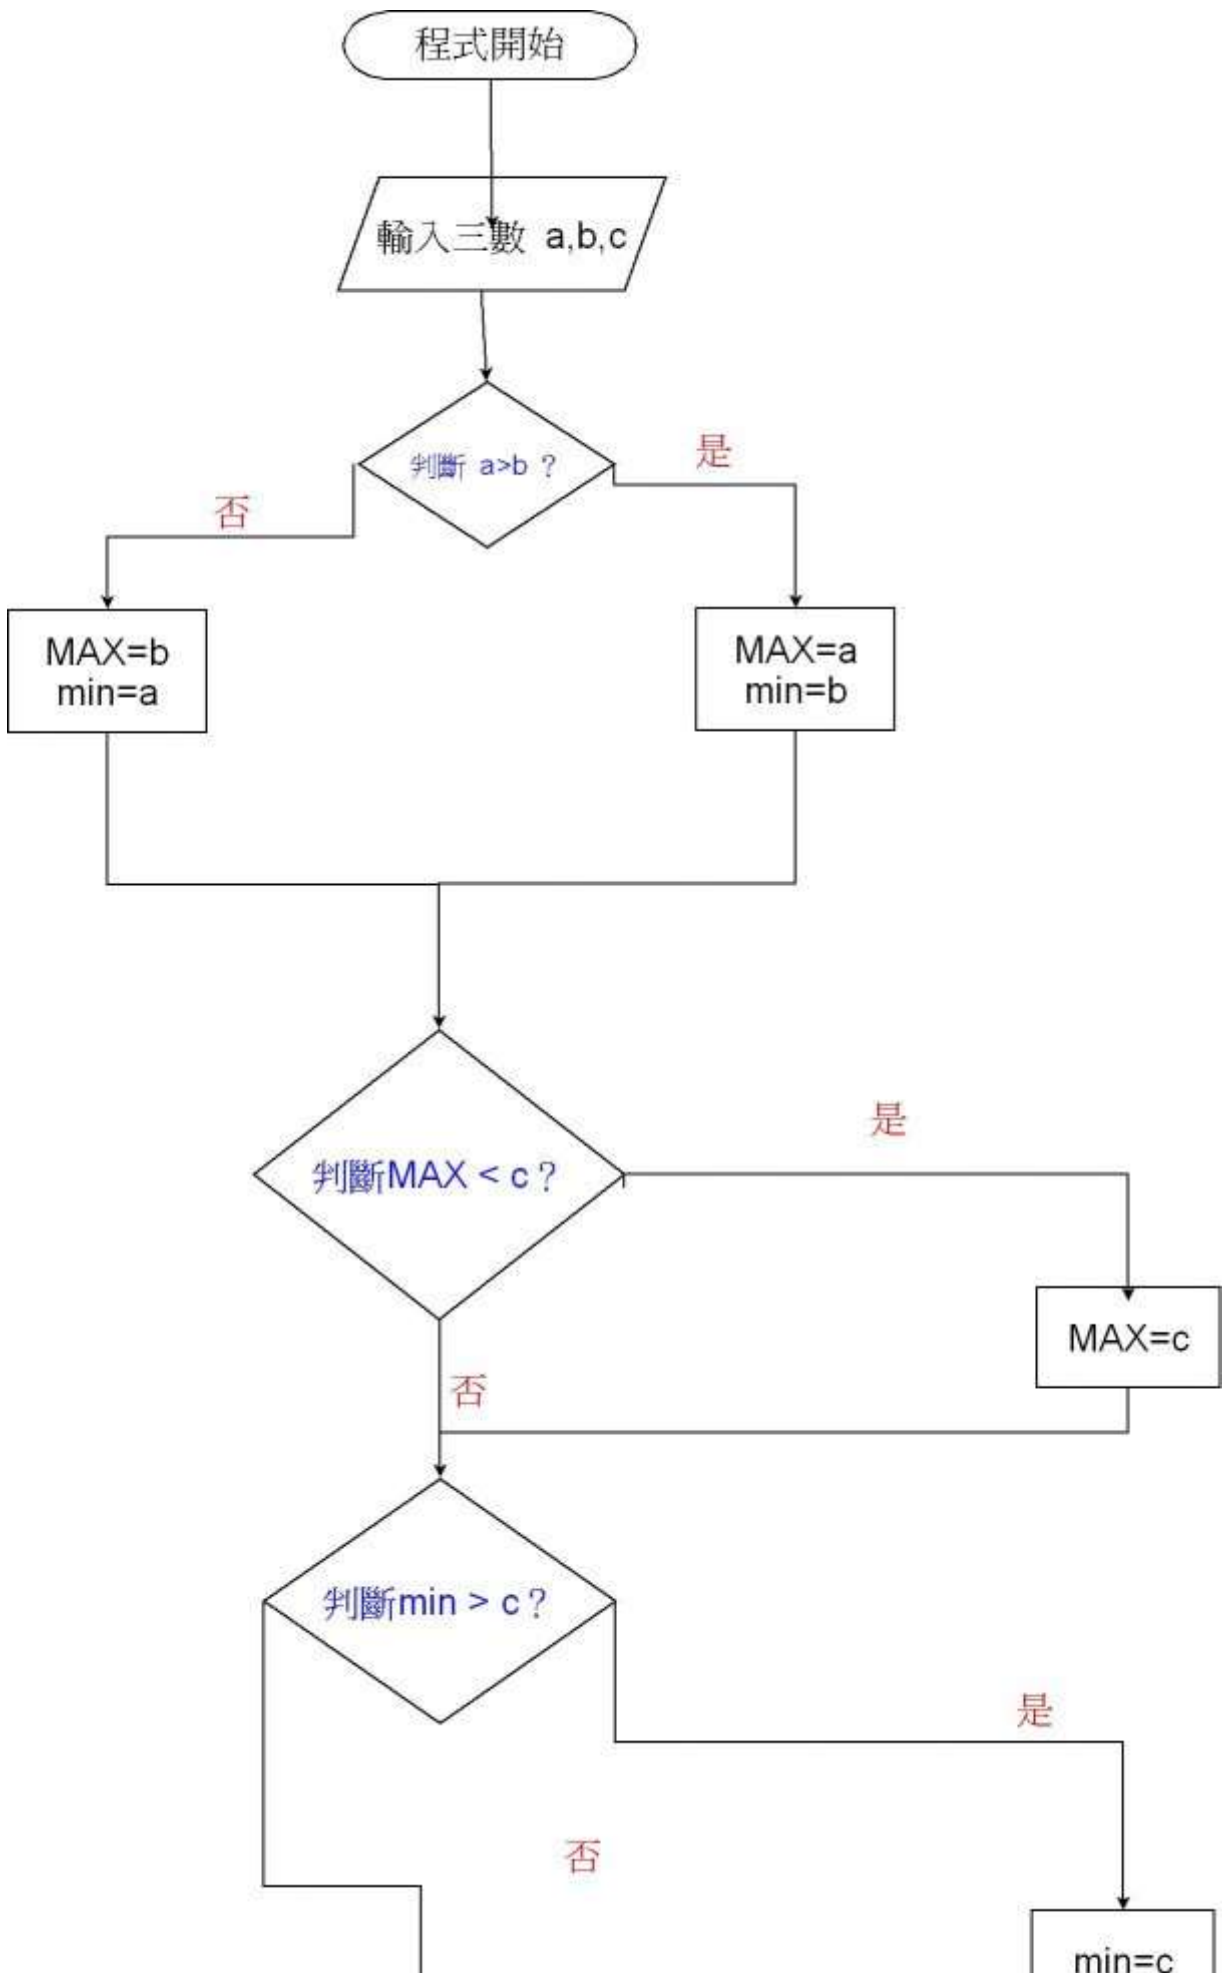 程式開始
輸入三數 a,b,c
判斷 a>b ?
是
否
MAX=b
min=a
MAX=a
min=b
是
判斷MAX < c ?
MAX=c
否
判斷min > c ?
是
否
min=c